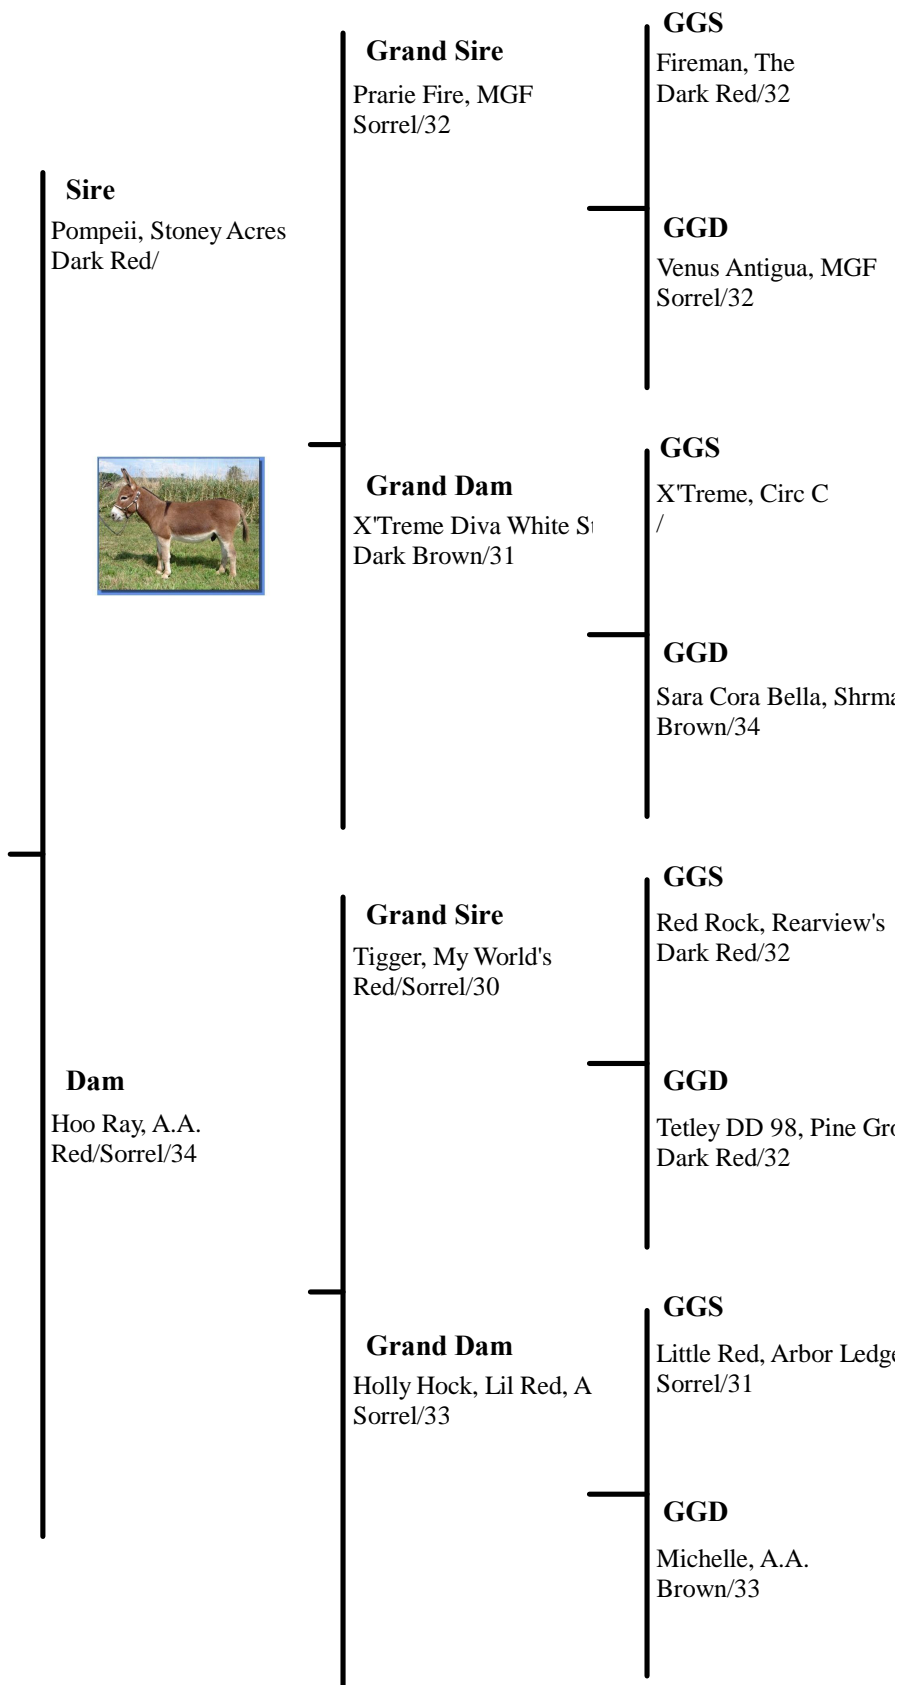 Sire
Pompeii, Stoney Acres
Dark Red/
Grand Sire
Prarie Fire, MGF
Sorrel/32
GGS
Fireman, The
Dark Red/32
GGD
Venus Antigua, MGF
Sorrel/32
Grand Dam
X'Treme Diva White
Dark Brown/31
GGS
X'Treme, Circ C
/
GGD
Sara Cora Bella,
Brown/34
Dam
Hoo Ray, A.A.
Red/Sorrel/34
Grand Sire
Tigger, My World's
Red/Sorrel/30
GGS
Red Rock, Rearview's
Dark Red/32
GGD
Tetley DD 98, Pine
Dark Red/32
Grand Dam
Holly Hock, Lil Red, A
Sorrel/33
GGS
Little Red, Arbor
Sorrel/31
GGD
Michelle, A.A.
Brown/33